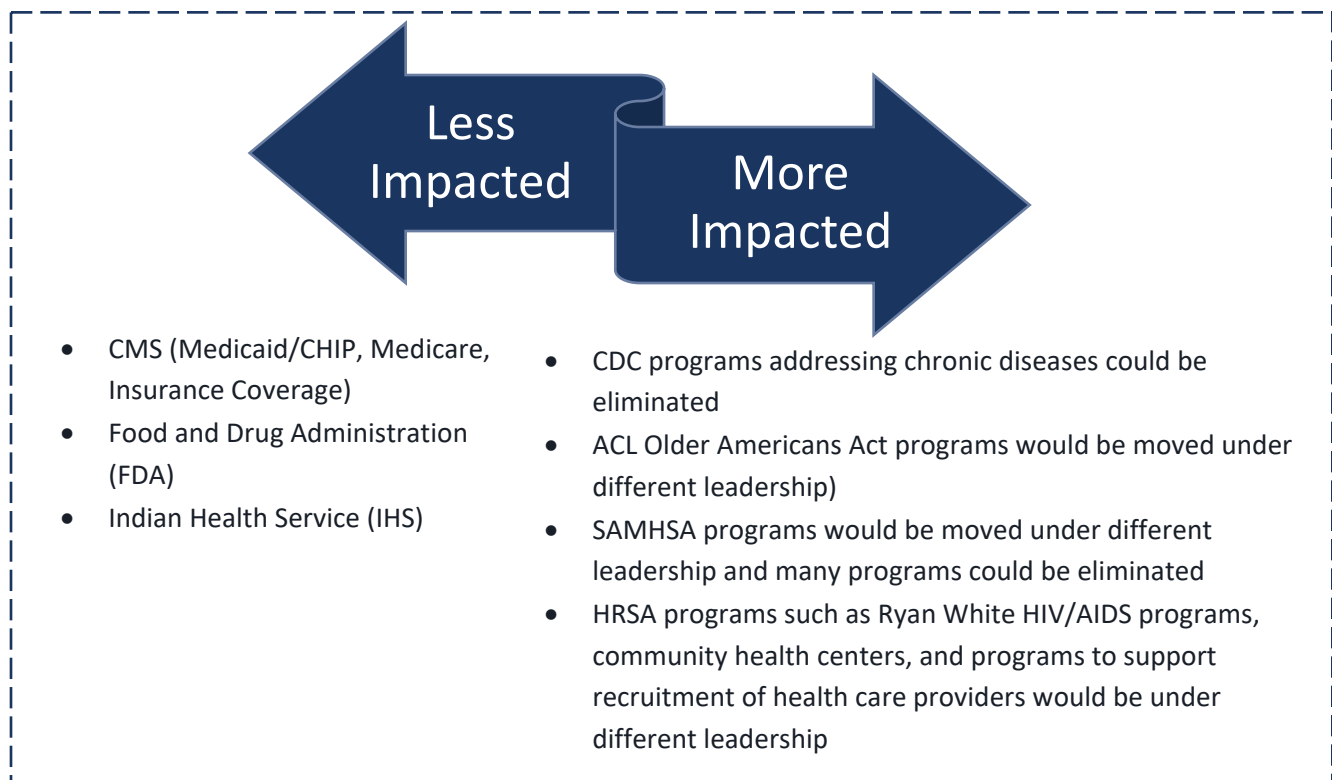 Less
Impacted
More
Impacted
• CMS (Medicaid/CHIP, Medicare,
Insurance Coverage)
• Food and Drug Administration
(FDA)
• Indian Health Service (IHS)
• CDC programs addressing chronic diseases could be
eliminated
• ACL Older Americans Act programs would be moved under
different leadership)
• SAMHSA programs would be moved under different
leadership and many programs could be eliminated
• HRSA programs such as Ryan White HIV/AIDS programs,
community health centers, and programs to support
recruitment of health care providers would be under
different leadership